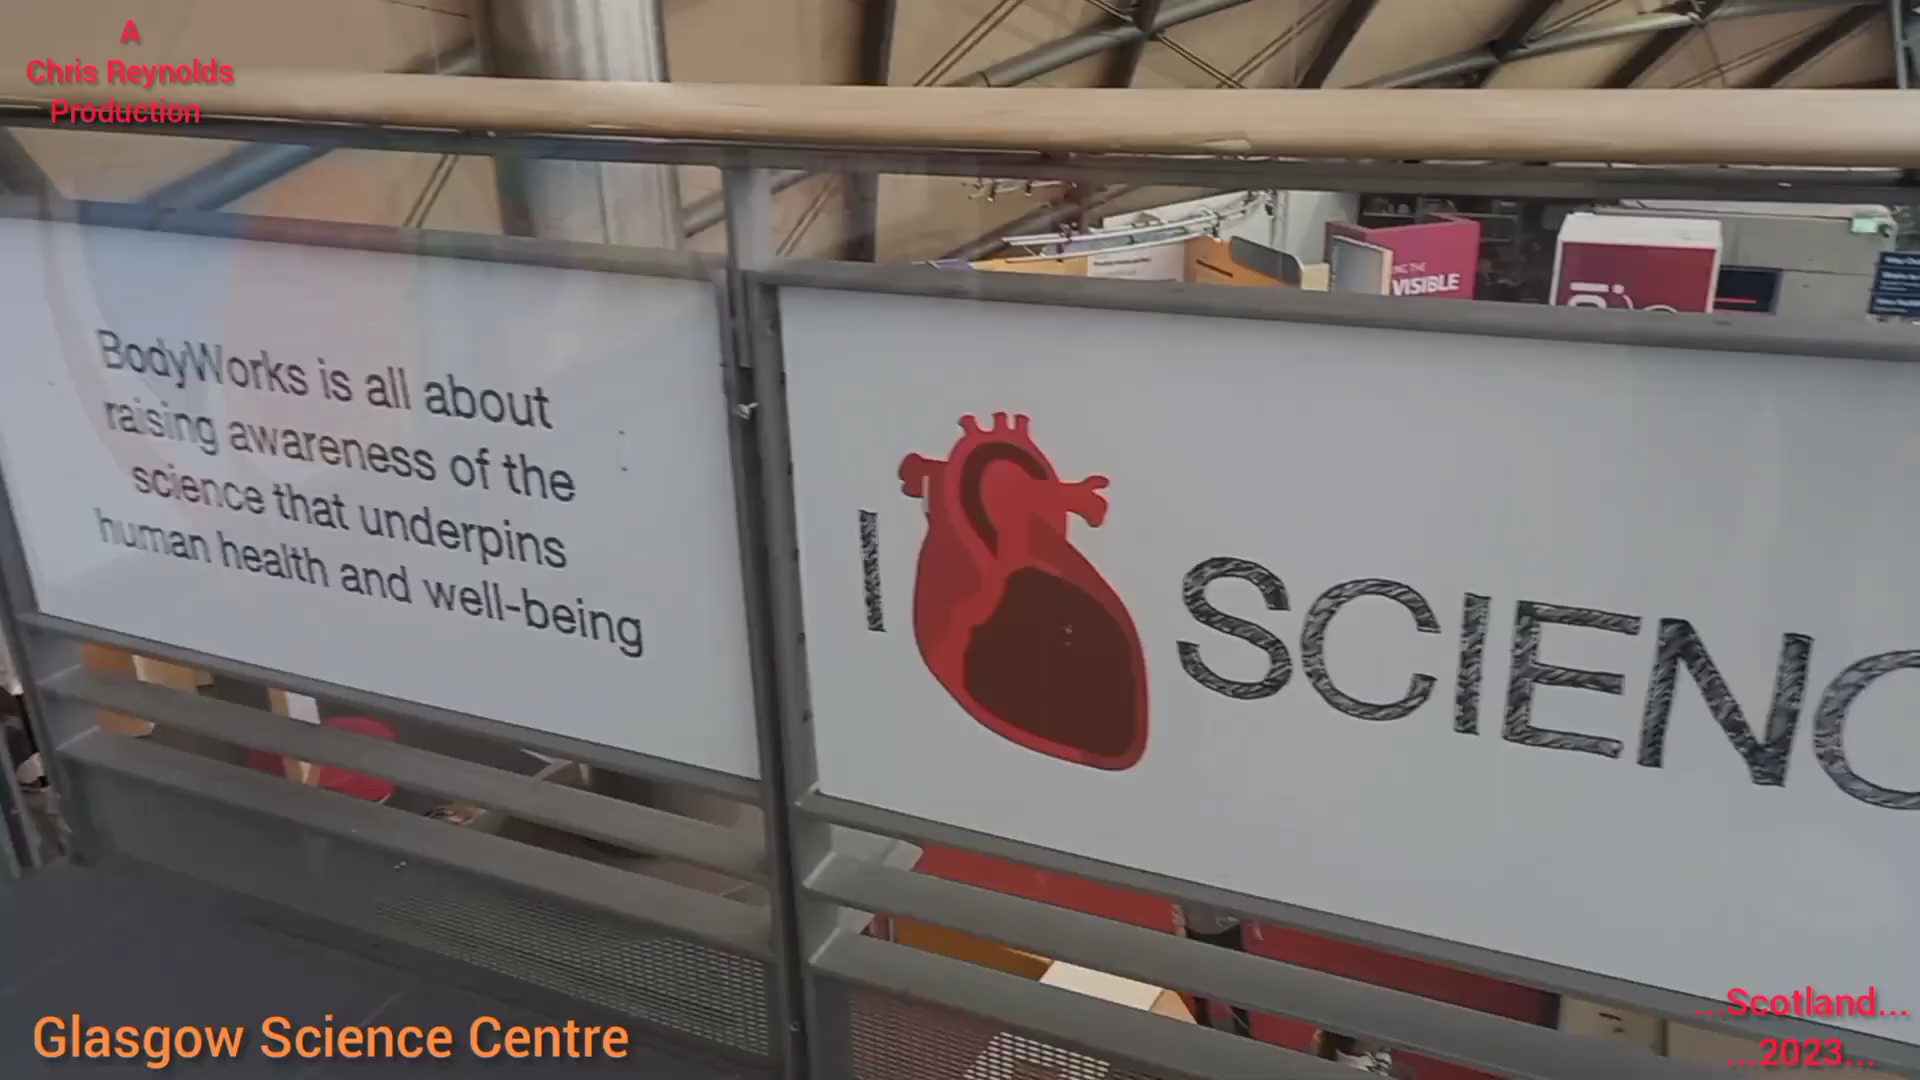 A
Chris Reynolds
Production
VISIBLE
BodyWorks is all about
raising awareness of the
science that underpins
human health and well-being
I
SCIENC
Glasgow Science Centre
...Scotland...
...2023...